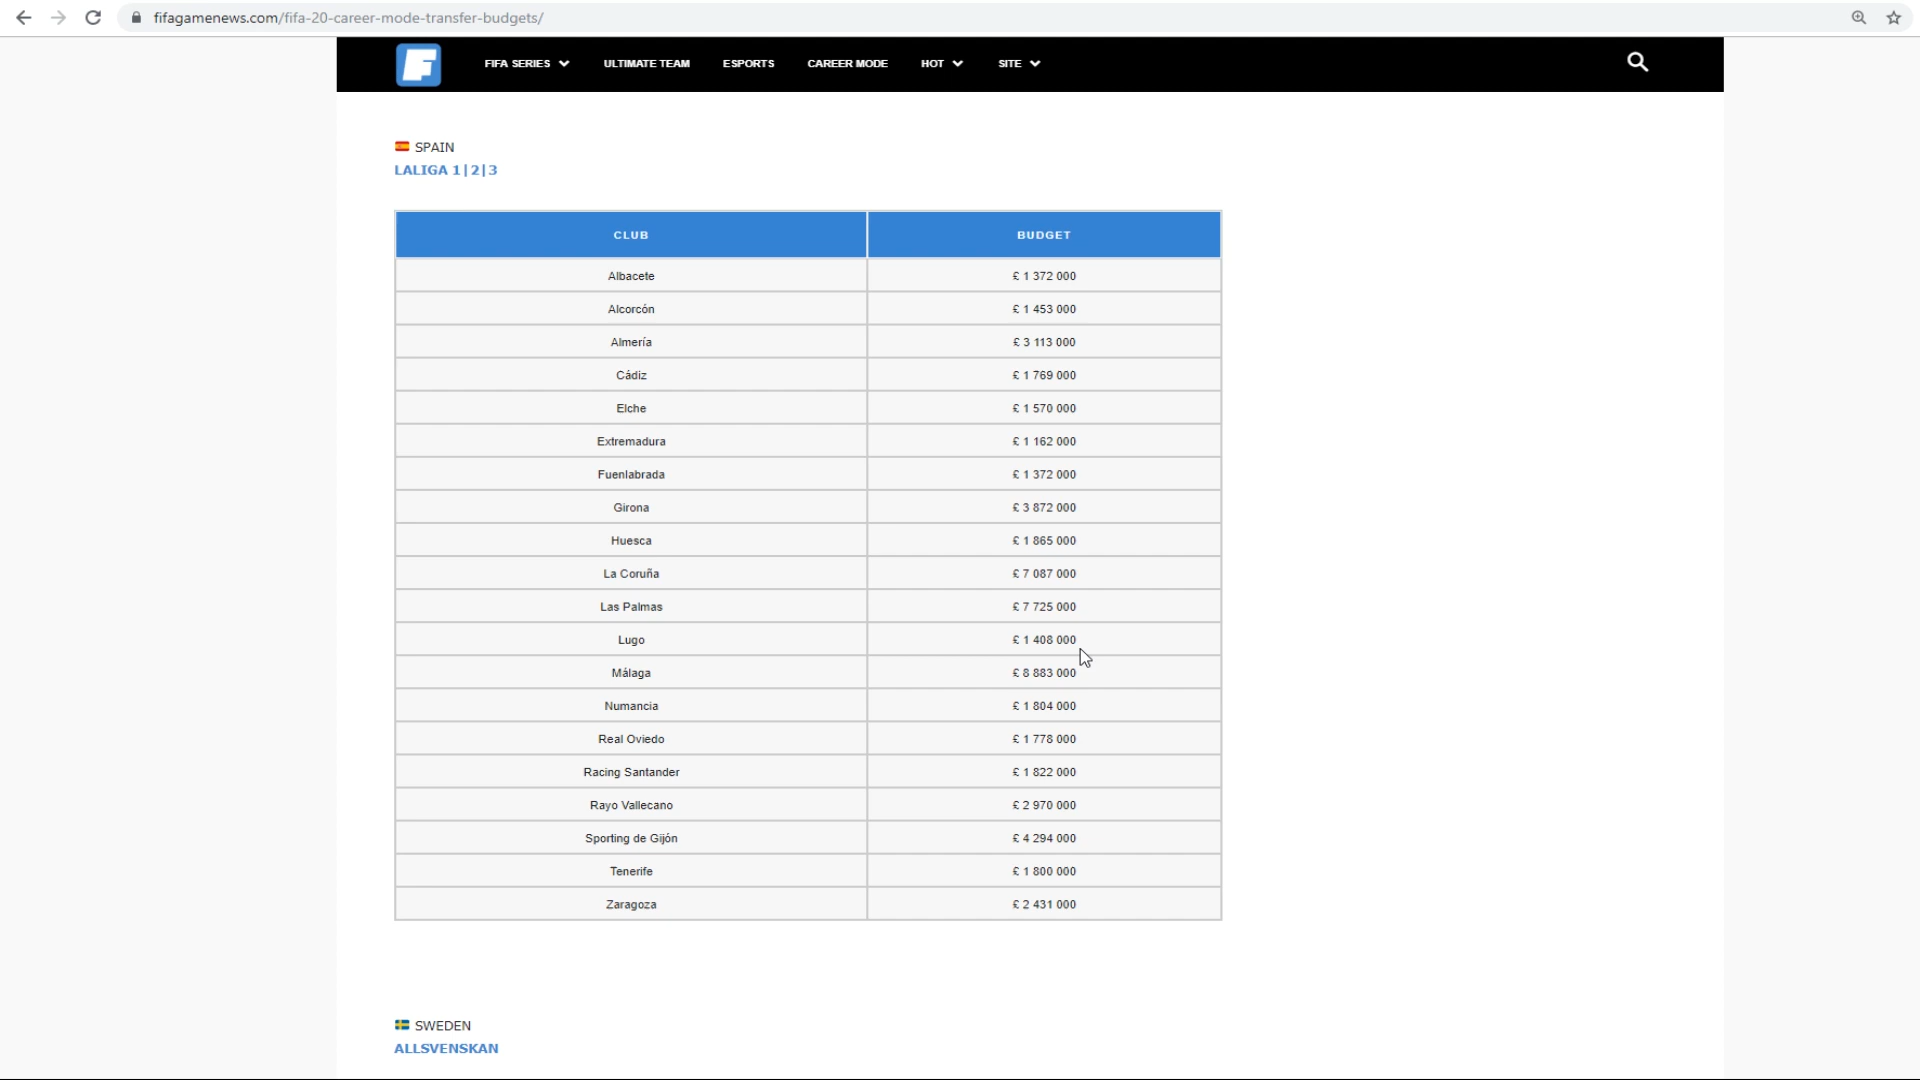 fifagamenews.com/fifa-20-career-mode-transfer-budgets/
FIFA SERIES ULTIMATE TEAM ESPORTS CAREER MODE HOT SITE
SPAIN
LALIGA 1|2|3
CLUB BUDGET
Albacete £ 1 372 000
Alcorcón £ 1 453 000
Almería £ 3 113 000
Cádiz £ 1 769 000
Elche £ 1 570 000
Extremadura £ 1 162 000
Fuenlabrada £ 1 372 000
Girona £ 3 872 000
Huesca £ 1 865 000
La Coruña £ 7 087 000
Las Palmas £ 7 725 000
Lugo £ 1 408 000
Málaga £ 8 883 000
Numancia £ 1 804 000
Real Oviedo £ 1 778 000
Racing Santander £ 1 822 000
Rayo Vallecano £ 2 970 000
Sporting de Gijón £ 4 294 000
Tenerife £ 1 800 000
Zaragoza £ 2 431 000
SWEDEN
ALLSVENSKAN